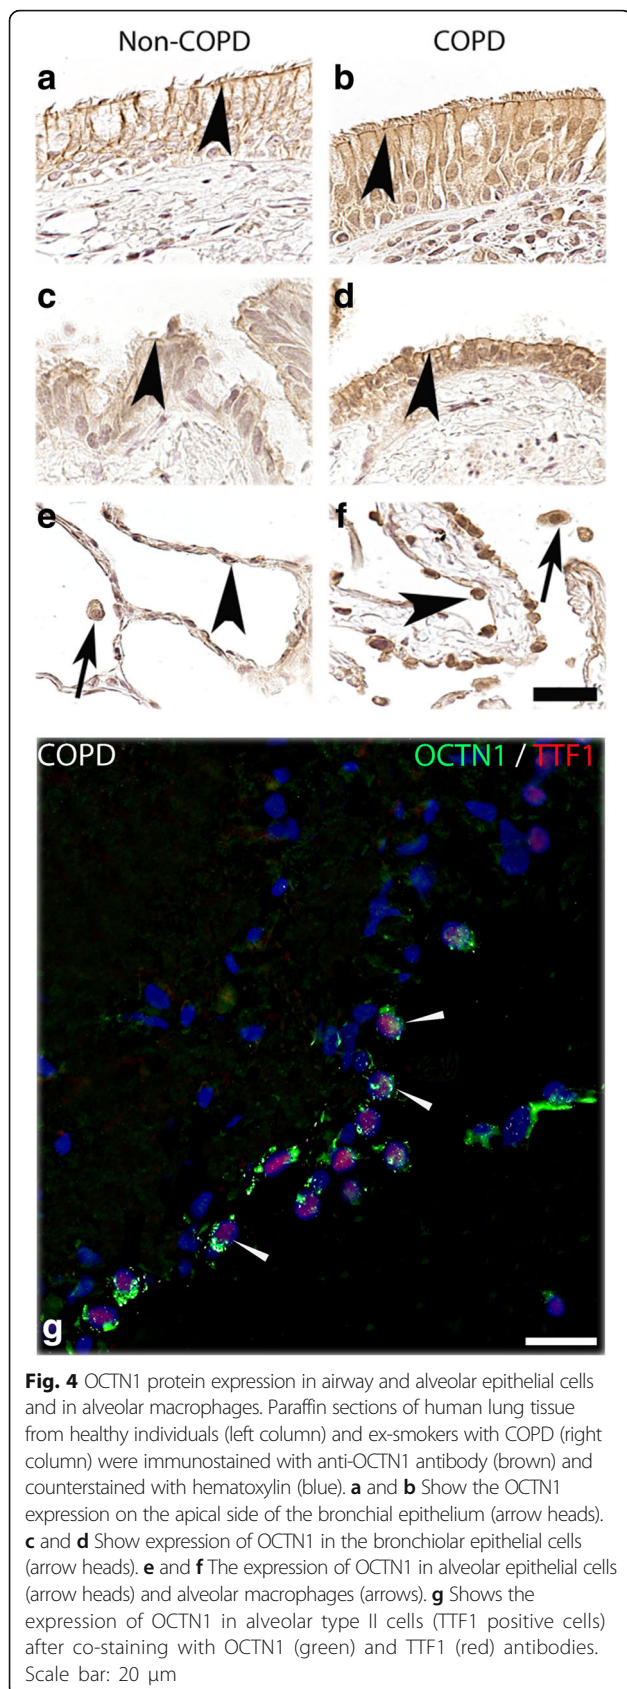 Non-COPD COPD
a b
c d
e f
COPD OCTN1 / TTF1
g
Fig. 4 OCTN1 protein expression in airway and alveolar epithelial cells
and in alveolar macrophages. Paraffin sections of human lung tissue
from healthy individuals (left column) and ex-smokers with COPD (right
column) were immunostained with anti-OCTN1 antibody (brown) and
counterstained with hematoxylin (blue). a and b Show the OCTN1
expression on the apical side of the bronchial epithelium (arrow heads).
c and d Show expression of OCTN1 in the bronchiolar epithelial cells
(arrow heads). e and f The expression of OCTN1 in alveolar epithelial cells
(arrow heads) and alveolar macrophages (arrows). g Shows the
expression of OCTN1 in alveolar type II cells (TTF1 positive cells)
after co-staining with OCTN1 (green) and TTF1 (red) antibodies.
Scale bar: 20 μm